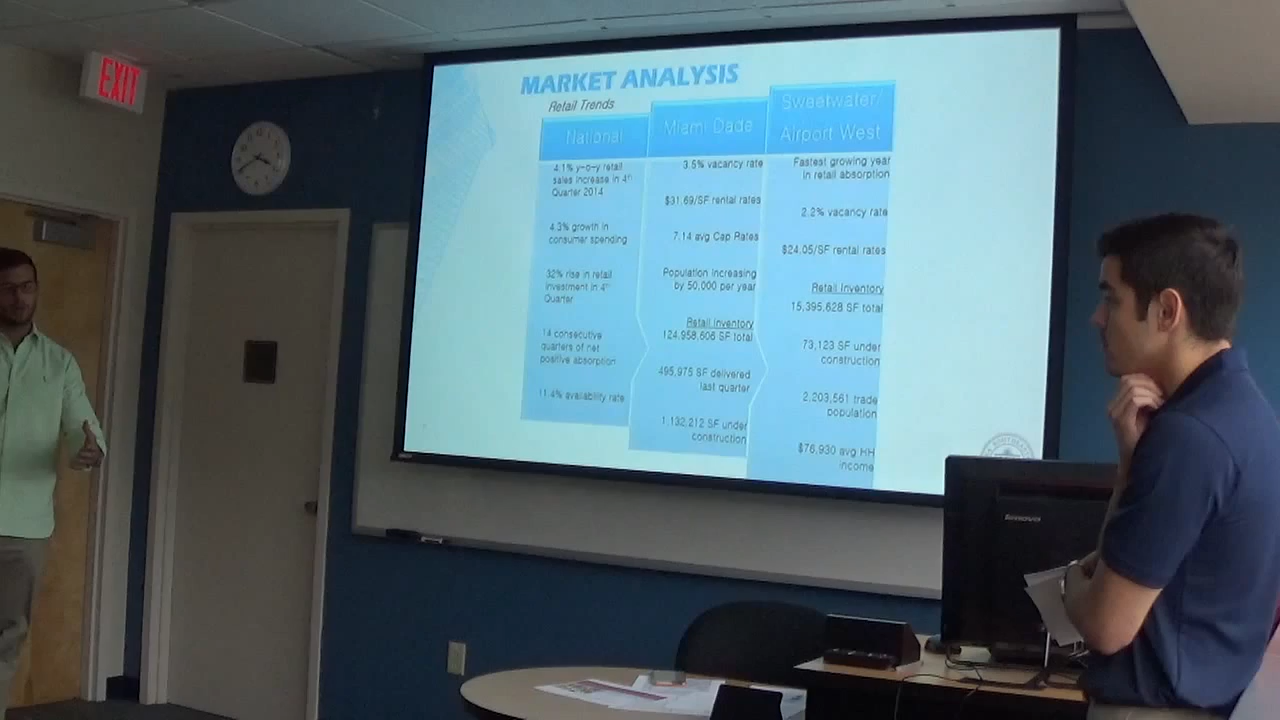 EXIT
MARKET ANALYSIS
Retail Trends
National
4.1% y-o-y retail
sales increase in 4th
Quarter 2014
4.3% growth in
consumer spending
32% rise in retail
investment in 4th
Quarter
14 consecutive
quarters of net
positive absorption
11.4% availability rate
Miami Dade
3.5% vacancy rate
$31.69/SF rental rates
7.14 avg Cap Rates
Population increasing
by 50,000 per year
Retail Inventory
124,958,606 SF total
495,975 SF delivered
last quarter
1,132,212 SF under
construction
Sweetwater/
Airport West
Fastest growing year
in retail absorption
2.2% vacancy rate
$24.05/SF rental rates
Retail Inventory
15,395,628 SF total
73,123 SF under
construction
2,203,561 trade
population
$76,930 avg HH
income
lenovo